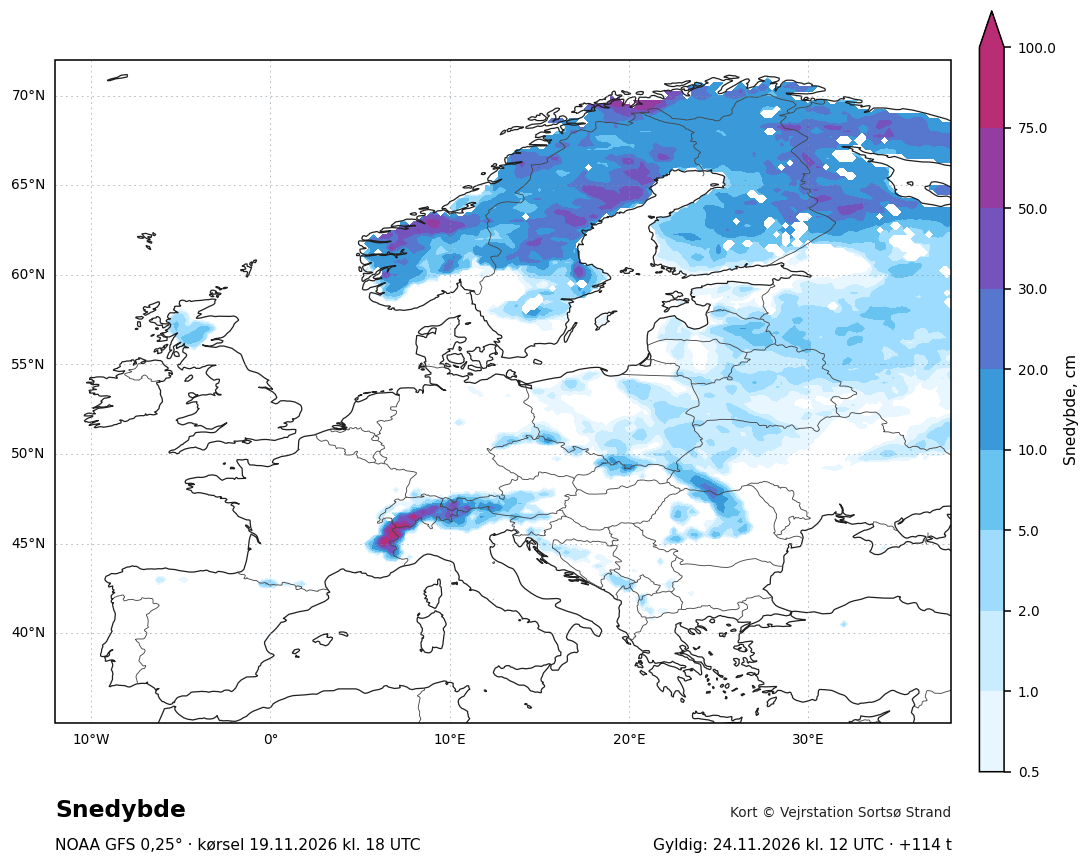 100.0
75.0
50.0
30.0
20.0
10.0
5.0
2.0
1.0
0.5
Snedybde, cm
70°N
65°N
60°N
55°N
50°N
45°N
40°N
10°W
0°
10°E
20°E
30°E
Snedybde
Kort © Vejrstation Sortsø Strand
NOAA GFS 0,25° · kørsel 19.11.2026 kl. 18 UTC
Gyldig: 24.11.2026 kl. 12 UTC · +114 t